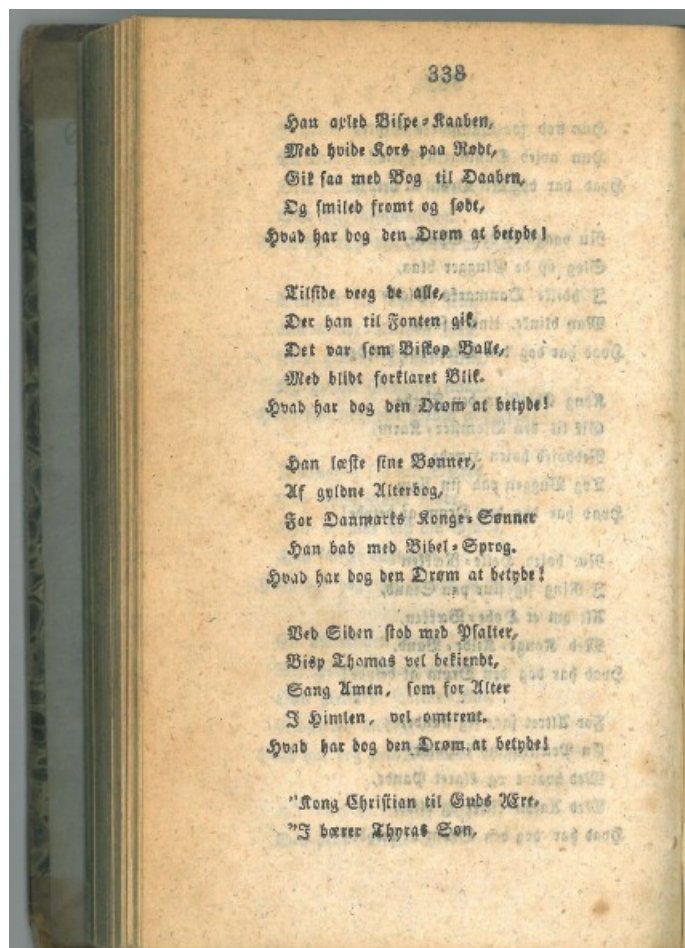 338
Han axled Bispe-Kaaben,
Med hvide Kors paa Rødt,
Gik saa med Bog til Daaben,
Og smiled fromt og sødt,
Hvad har dog den Drøm at betyde!
Tilside veeg de alle,
Der han til Fonten gik,
Det var som Biskop Balle,
Med blidt forklaret Blik.
Hvad har dog den Drøm at betyde!
Han læste sine Bønner,
Af gyldne Alterbog,
For Danmarks Konge-Sønner
Han bad med Bibel-Sprog.
Hvad har dog den Drøm at betyde!
Ved Siden stod med Psalter,
Bisp Thomas vel bekiendt,
Sang Amen, som for Alter
I Himlen, vel omtrent.
Hvad har dog den Drøm at betyde!
"Kong Christian til Guds Ære.
"I bærer Thyras Søn,